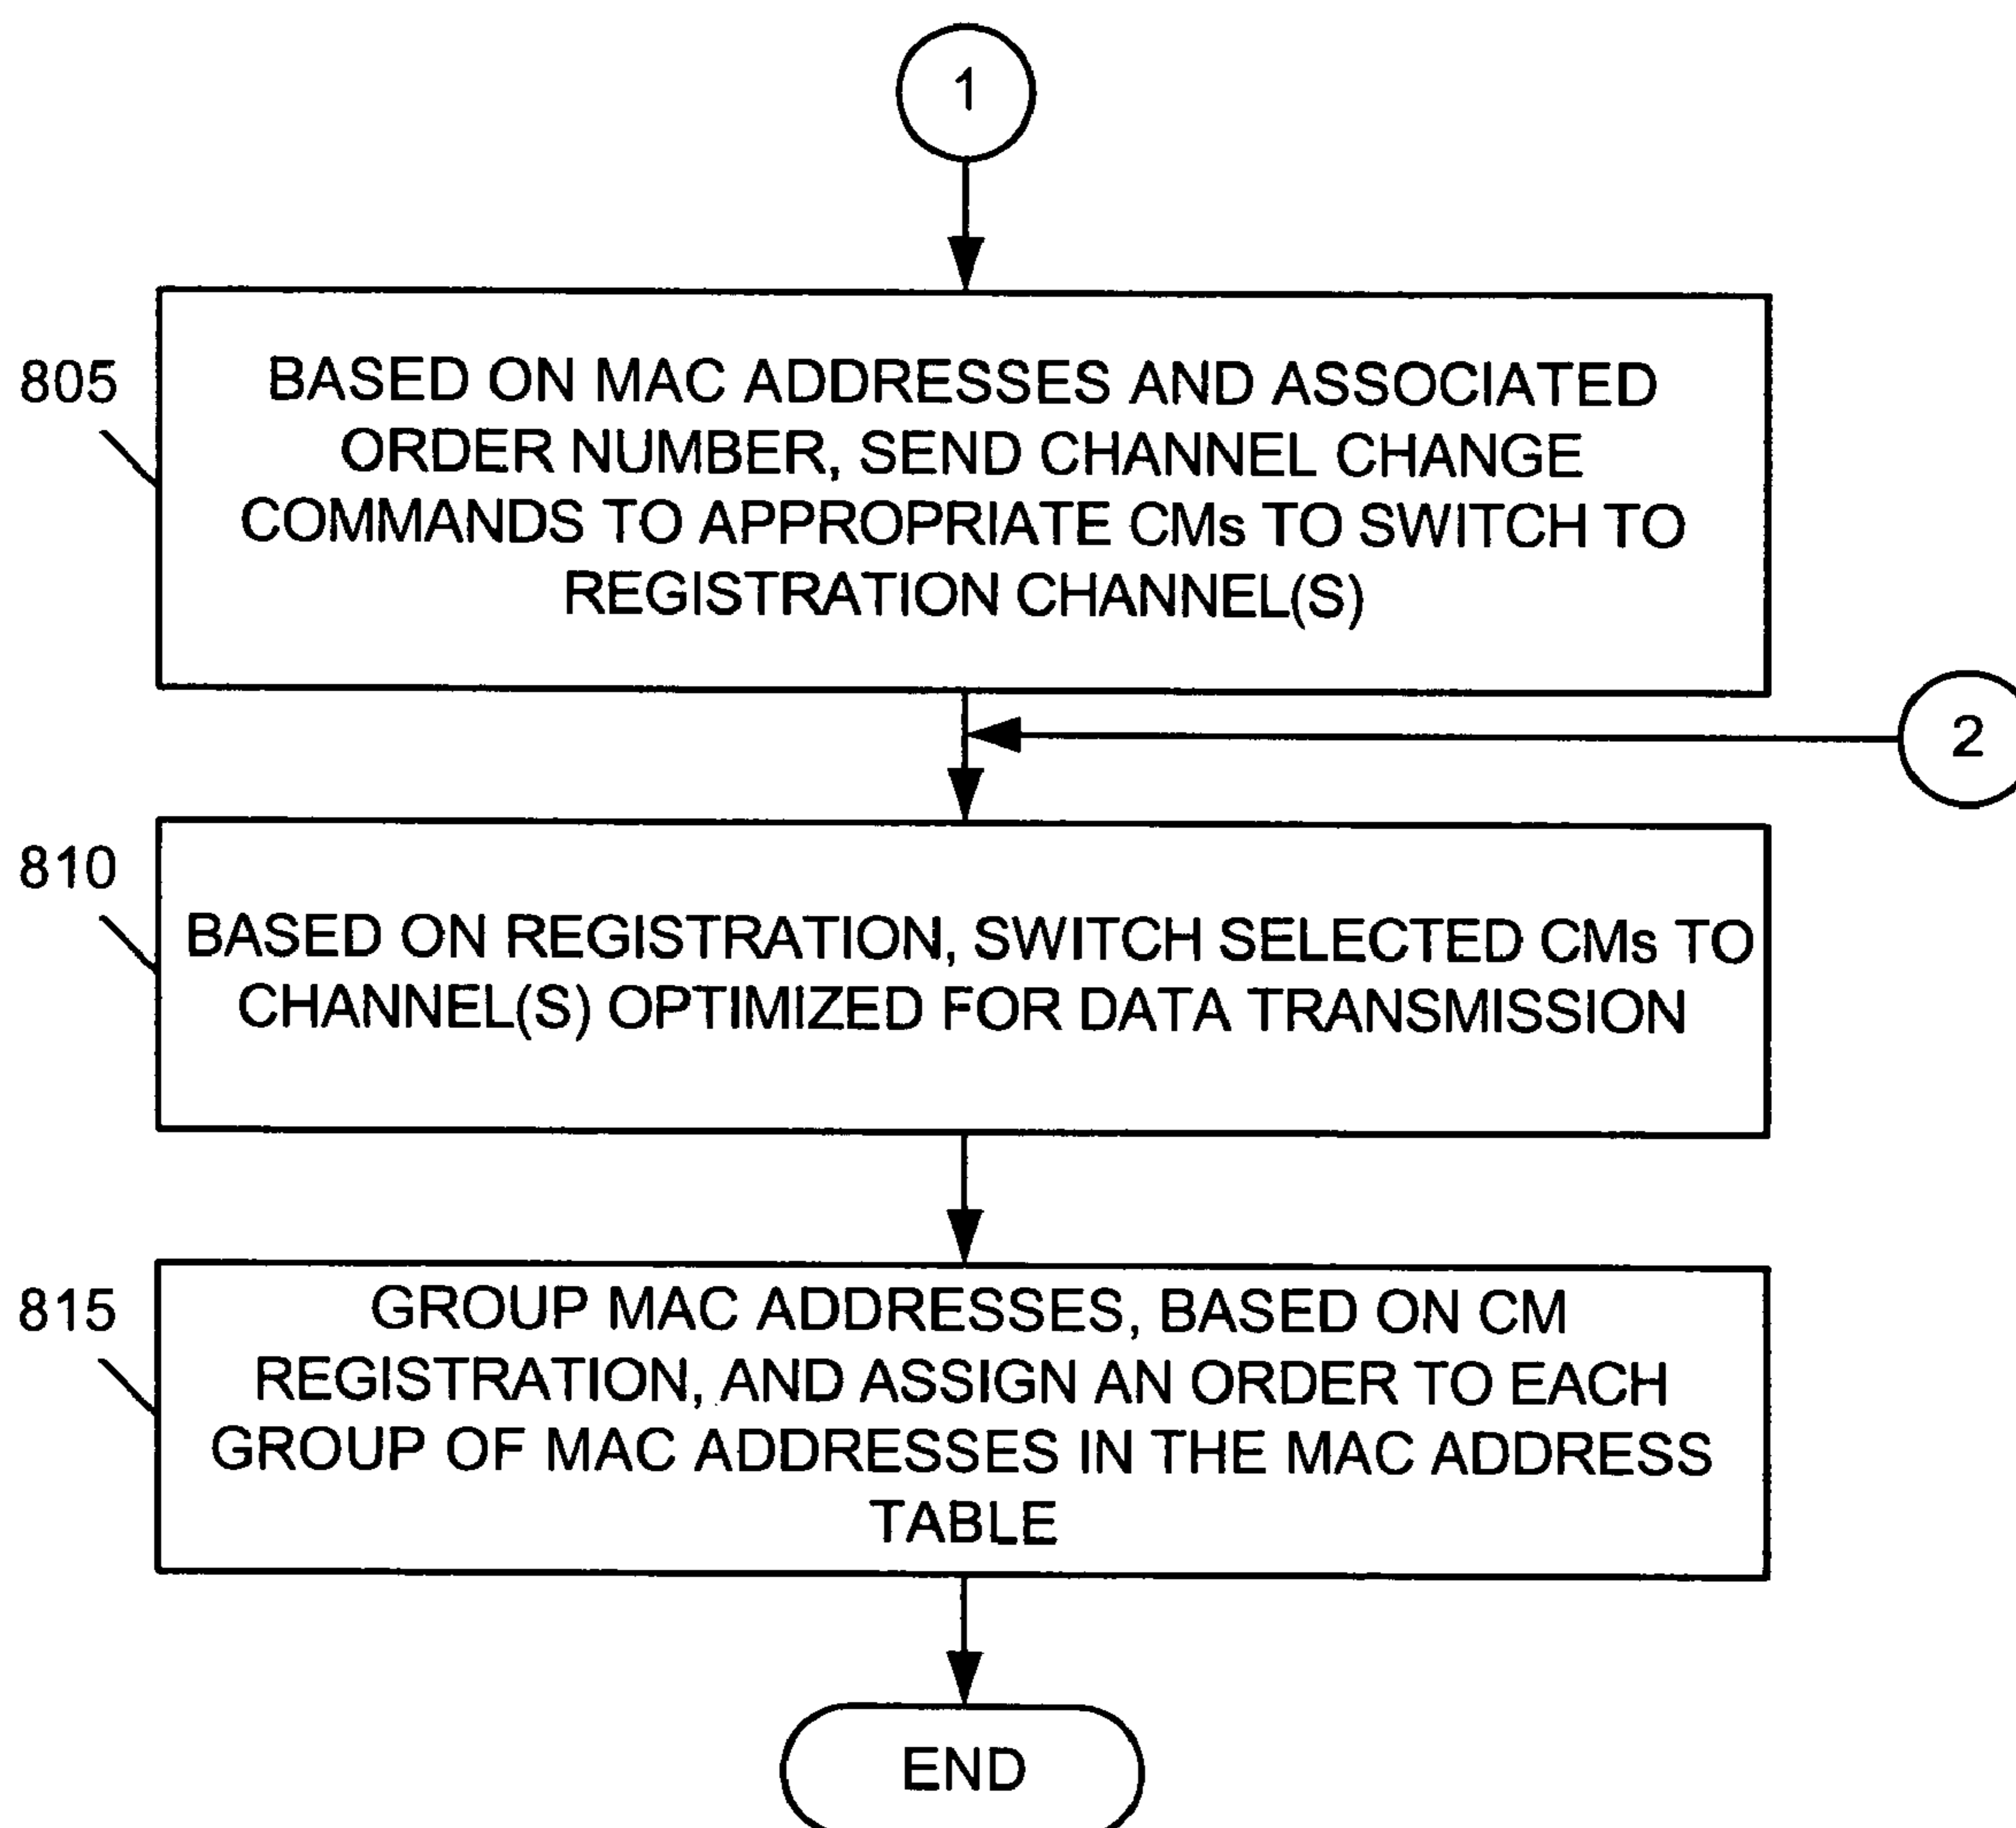 1
805
BASED ON MAC ADDRESSES AND ASSOCIATED
ORDER NUMBER, SEND CHANNEL CHANGE
COMMANDS TO APPROPRIATE CMs TO SWITCH TO
REGISTRATION CHANNEL(S)
2
810
BASED ON REGISTRATION, SWITCH SELECTED CMs TO
CHANNEL(S) OPTIMIZED FOR DATA TRANSMISSION
815
GROUP MAC ADDRESSES, BASED ON CM
REGISTRATION, AND ASSIGN AN ORDER TO EACH
GROUP OF MAC ADDRESSES IN THE MAC ADDRESS
TABLE
END